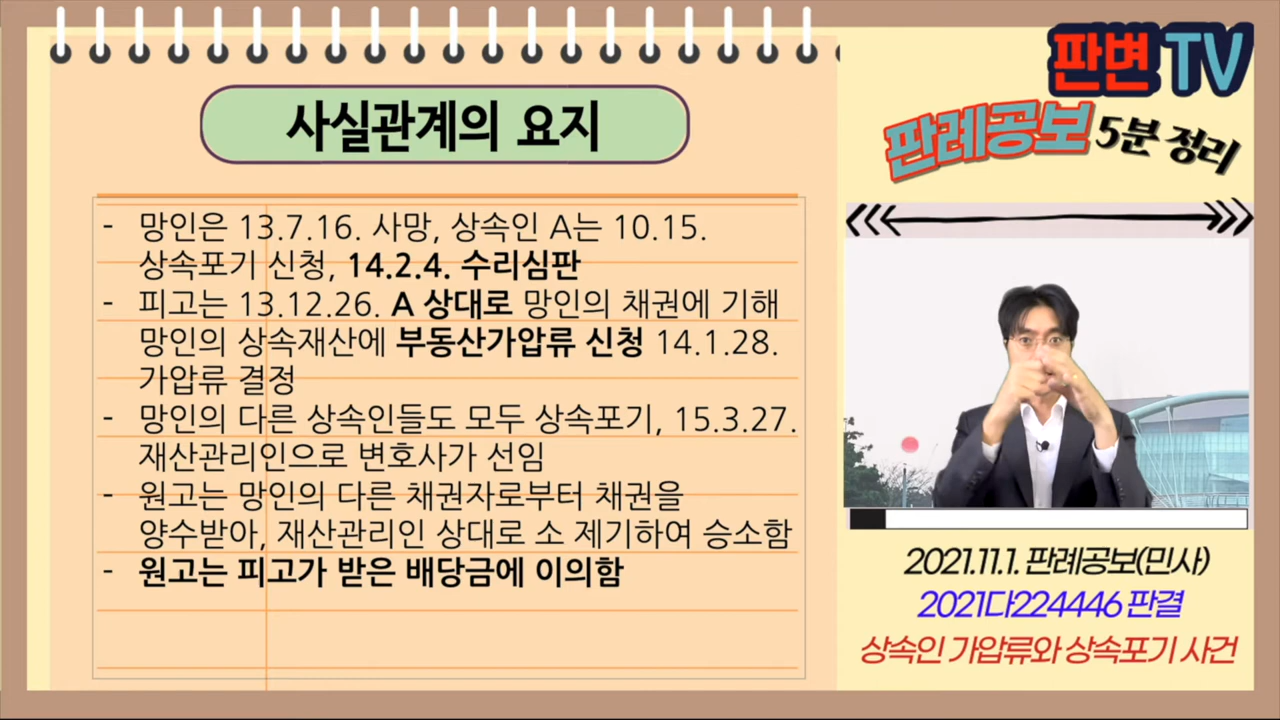 사실관계의 요지
- 망인은 13.7.16. 사망, 상속인 A는 10.15.
상속포기 신청, 14.2.4. 수리심판
- 피고는 13.12.26. A 상대로 망인의 채권에 기해
망인의 상속재산에 부동산가압류 신청 14.1.28.
가압류 결정
- 망인의 다른 상속인들도 모두 상속포기, 15.3.27.
재산관리인으로 변호사가 선임
- 원고는 망인의 다른 채권자로부터 채권을
양수받아, 재산관리인 상대로 소 제기하여 승소함
- 원고는 피고가 받은 배당금에 이의함
판변 TV
판례공보 5분 정리
2021.11.1. 판례공보(민사)
2021다224446 판결
상속인 가압류와 상속포기 사건